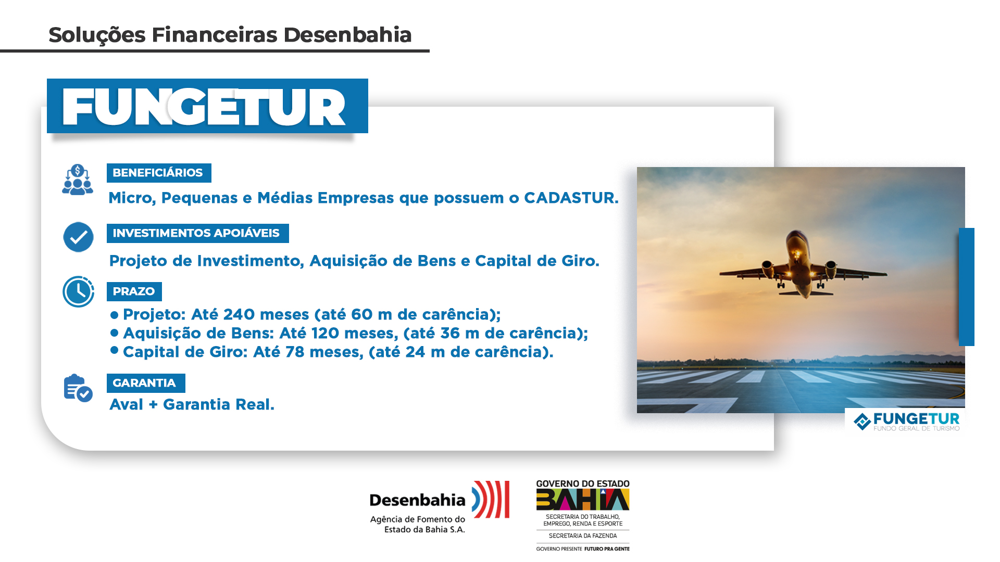 Soluções Financeiras Desenbahia
FUNGETUR
BENEFICIÁRIOS
Micro, Pequenas e Médias Empresas que possuem o CADASTUR.
INVESTIMENTOS APOIÁVEIS
Projeto de Investimento, Aquisição de Bens e Capital de Giro.
PRAZO
• Projeto: Até 240 meses (até 60 m de carência);
• Aquisição de Bens: Até 120 meses, (até 36 m de carência);
• Capital de Giro: Até 78 meses, (até 24 m de carência).
GARANTIA
Aval + Garantia Real.
FUNGETUR
FUNDO GERAL DE TURISMO
Desenbahia
Agência de Fomento do
Estado da Bahia S.A.
GOVERNO DO ESTADO
BAHIA
SECRETARIA DO TRABALHO,
EMPREGO, RENDA E ESPORTE
SECRETARIA DA FAZENDA
GOVERNO PRESENTE FUTURO PRA GENTE